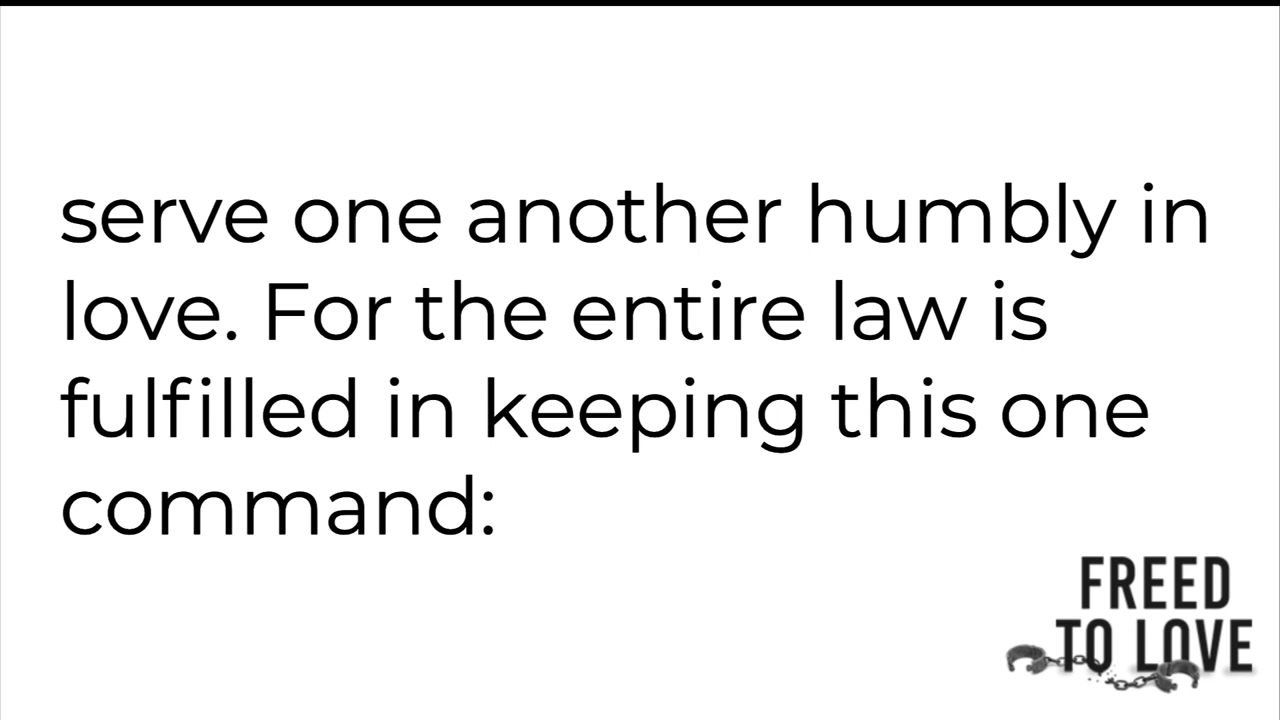 serve one another humbly in
love. For the entire law is
fulfilled in keeping this one
command:
FREED
TO LOVE